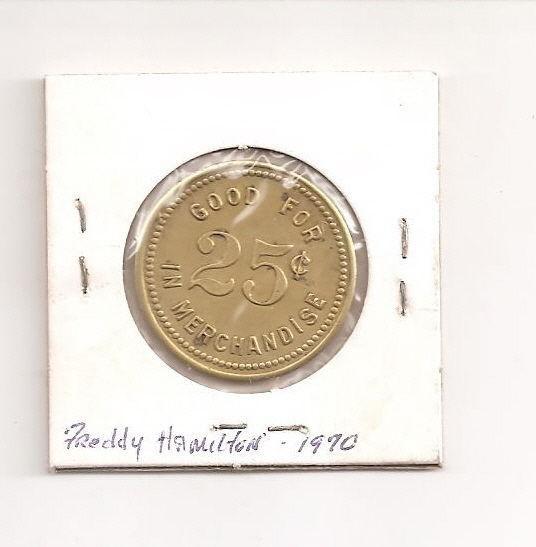 GOOD FOR
25¢
IN MERCHANDISE
Freddy Hamilton - 1970